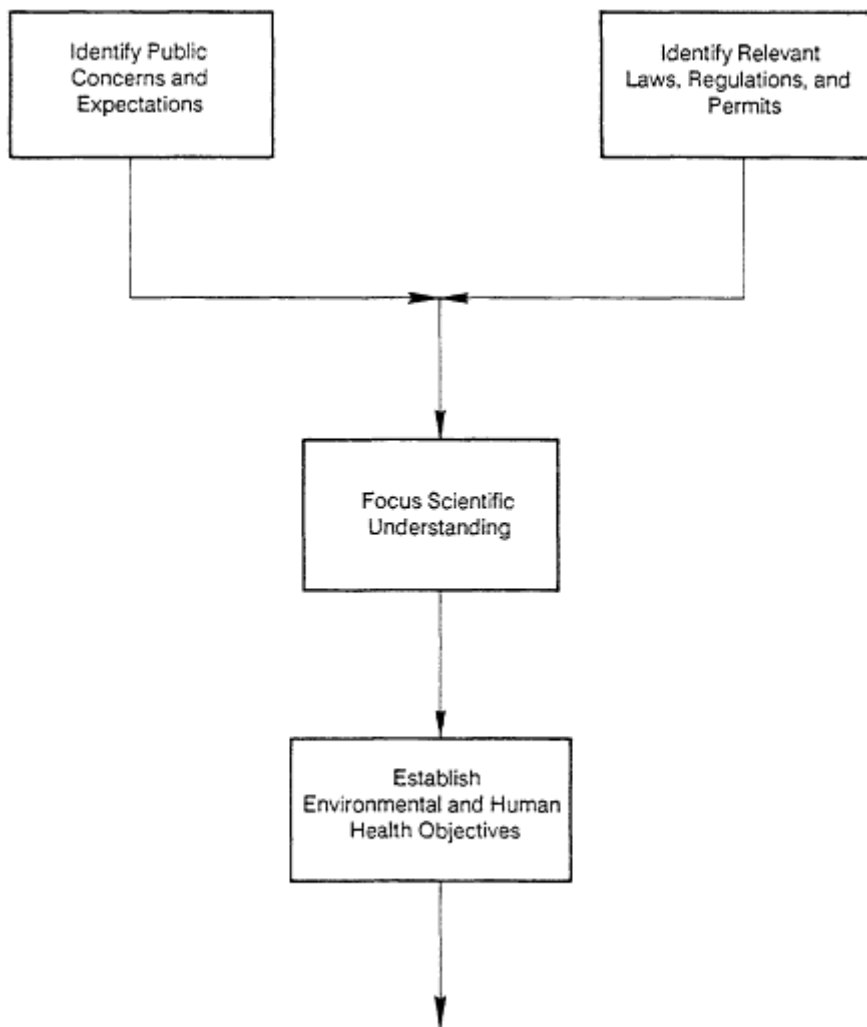 Identify Public
Concerns and
Expectations
Identify Relevant
Laws, Regulations, and
Permits
Focus Scientific
Understanding
Establish
Environmental and Human
Health Objectives